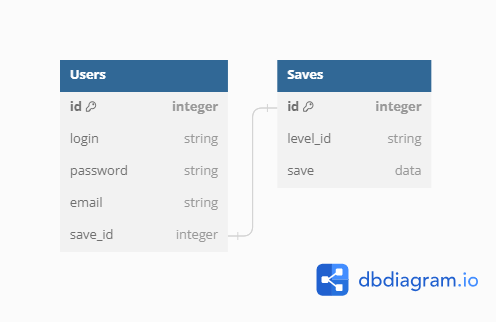 Users
id integer
login string
password string
email string
save_id integer
Saves
id integer
level_id string
save data
dbdiagram.io